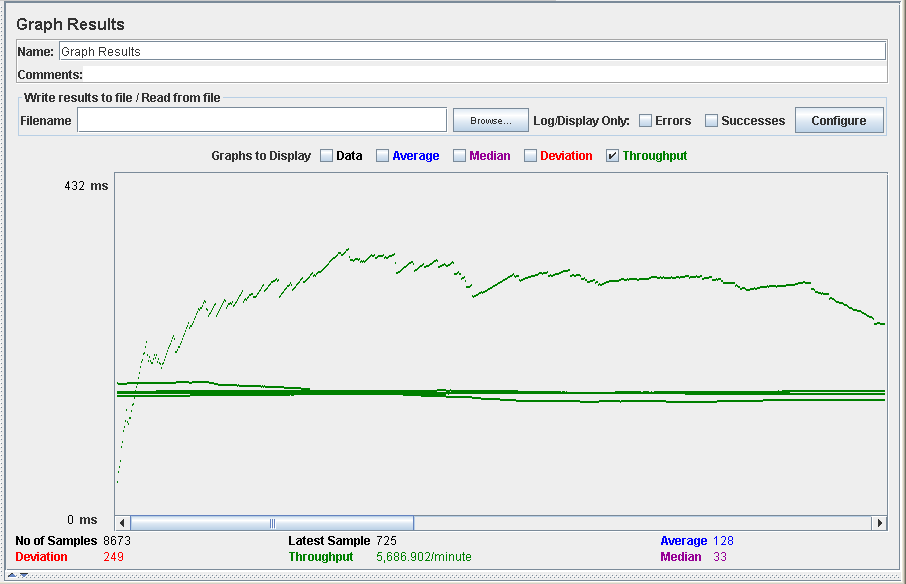 Graph Results
Name: Graph Results
Comments:
Write results to file / Read from file
Filename Browse... Log/Display Only: Errors Successes Configure
Graphs to Display Data Average Median Deviation Throughput
432 ms
0 ms
No of Samples 8673 Latest Sample 725 Average 128
Deviation 249 Throughput 5,686.902/minute Median 33